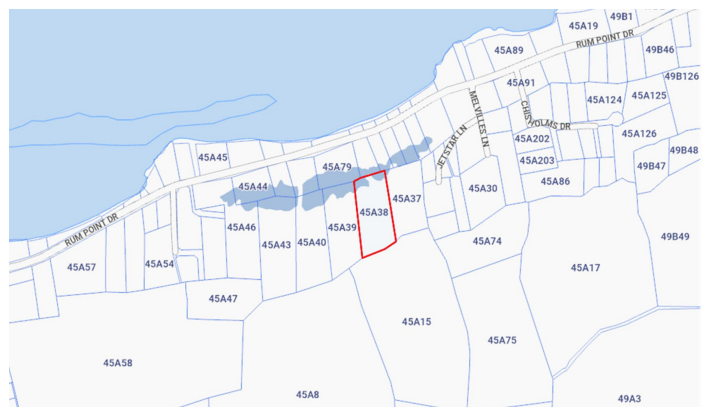 49B1
45A19
RUM POINT DR
45A89
49B46
45A91
49B126
MELVILLES LN
CHISHOLMS DR
45A124
45A125
JETSTAR LN
45A202
45A126
49B48
45A45
45A79
45A203
49B47
45A44
45A30
45A86
45A37
45A38
RUM POINT DR
45A46
45A39
45A43
45A40
45A74
49B49
45A57
45A54
45A17
45A47
45A15
45A75
45A58
45A8
49A3